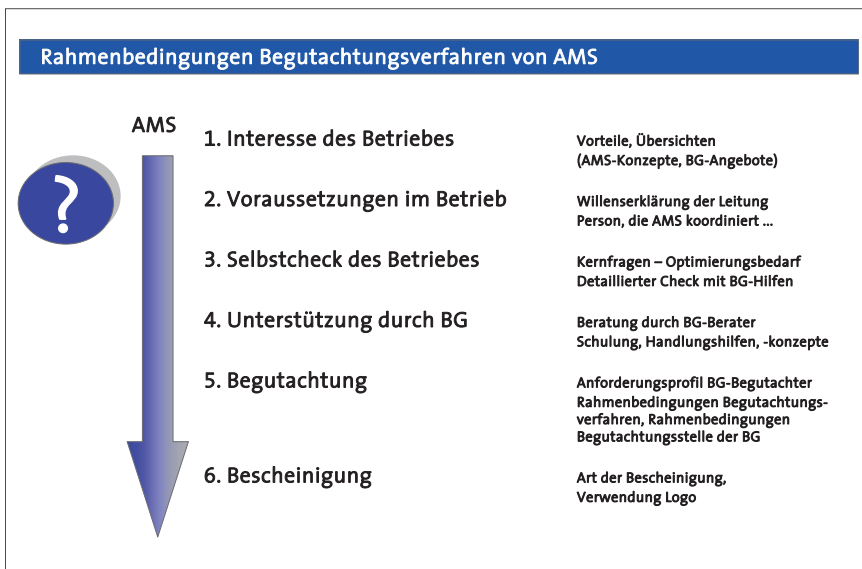 Rahmenbedingungen Begutachtungsverfahren von AMS
AMS
?
1. Interesse des Betriebes
Vorteile, Übersichten
(AMS-Konzepte, BG-Angebote)
2. Voraussetzungen im Betrieb
Willenserklärung der Leitung
Person, die AMS koordiniert ...
3. Selbstcheck des Betriebes
Kernfragen – Optimierungsbedarf
Detaillierter Check mit BG-Hilfen
4. Unterstützung durch BG
Beratung durch BG-Berater
Schulung, Handlungshilfen, -konzepte
5. Begutachtung
Anforderungsprofil BG-Begutachter
Rahmenbedingungen Begutachtungs-
verfahren, Rahmenbedingungen
Begutachtungsstelle der BG
6. Bescheinigung
Art der Bescheinigung,
Verwendung Logo